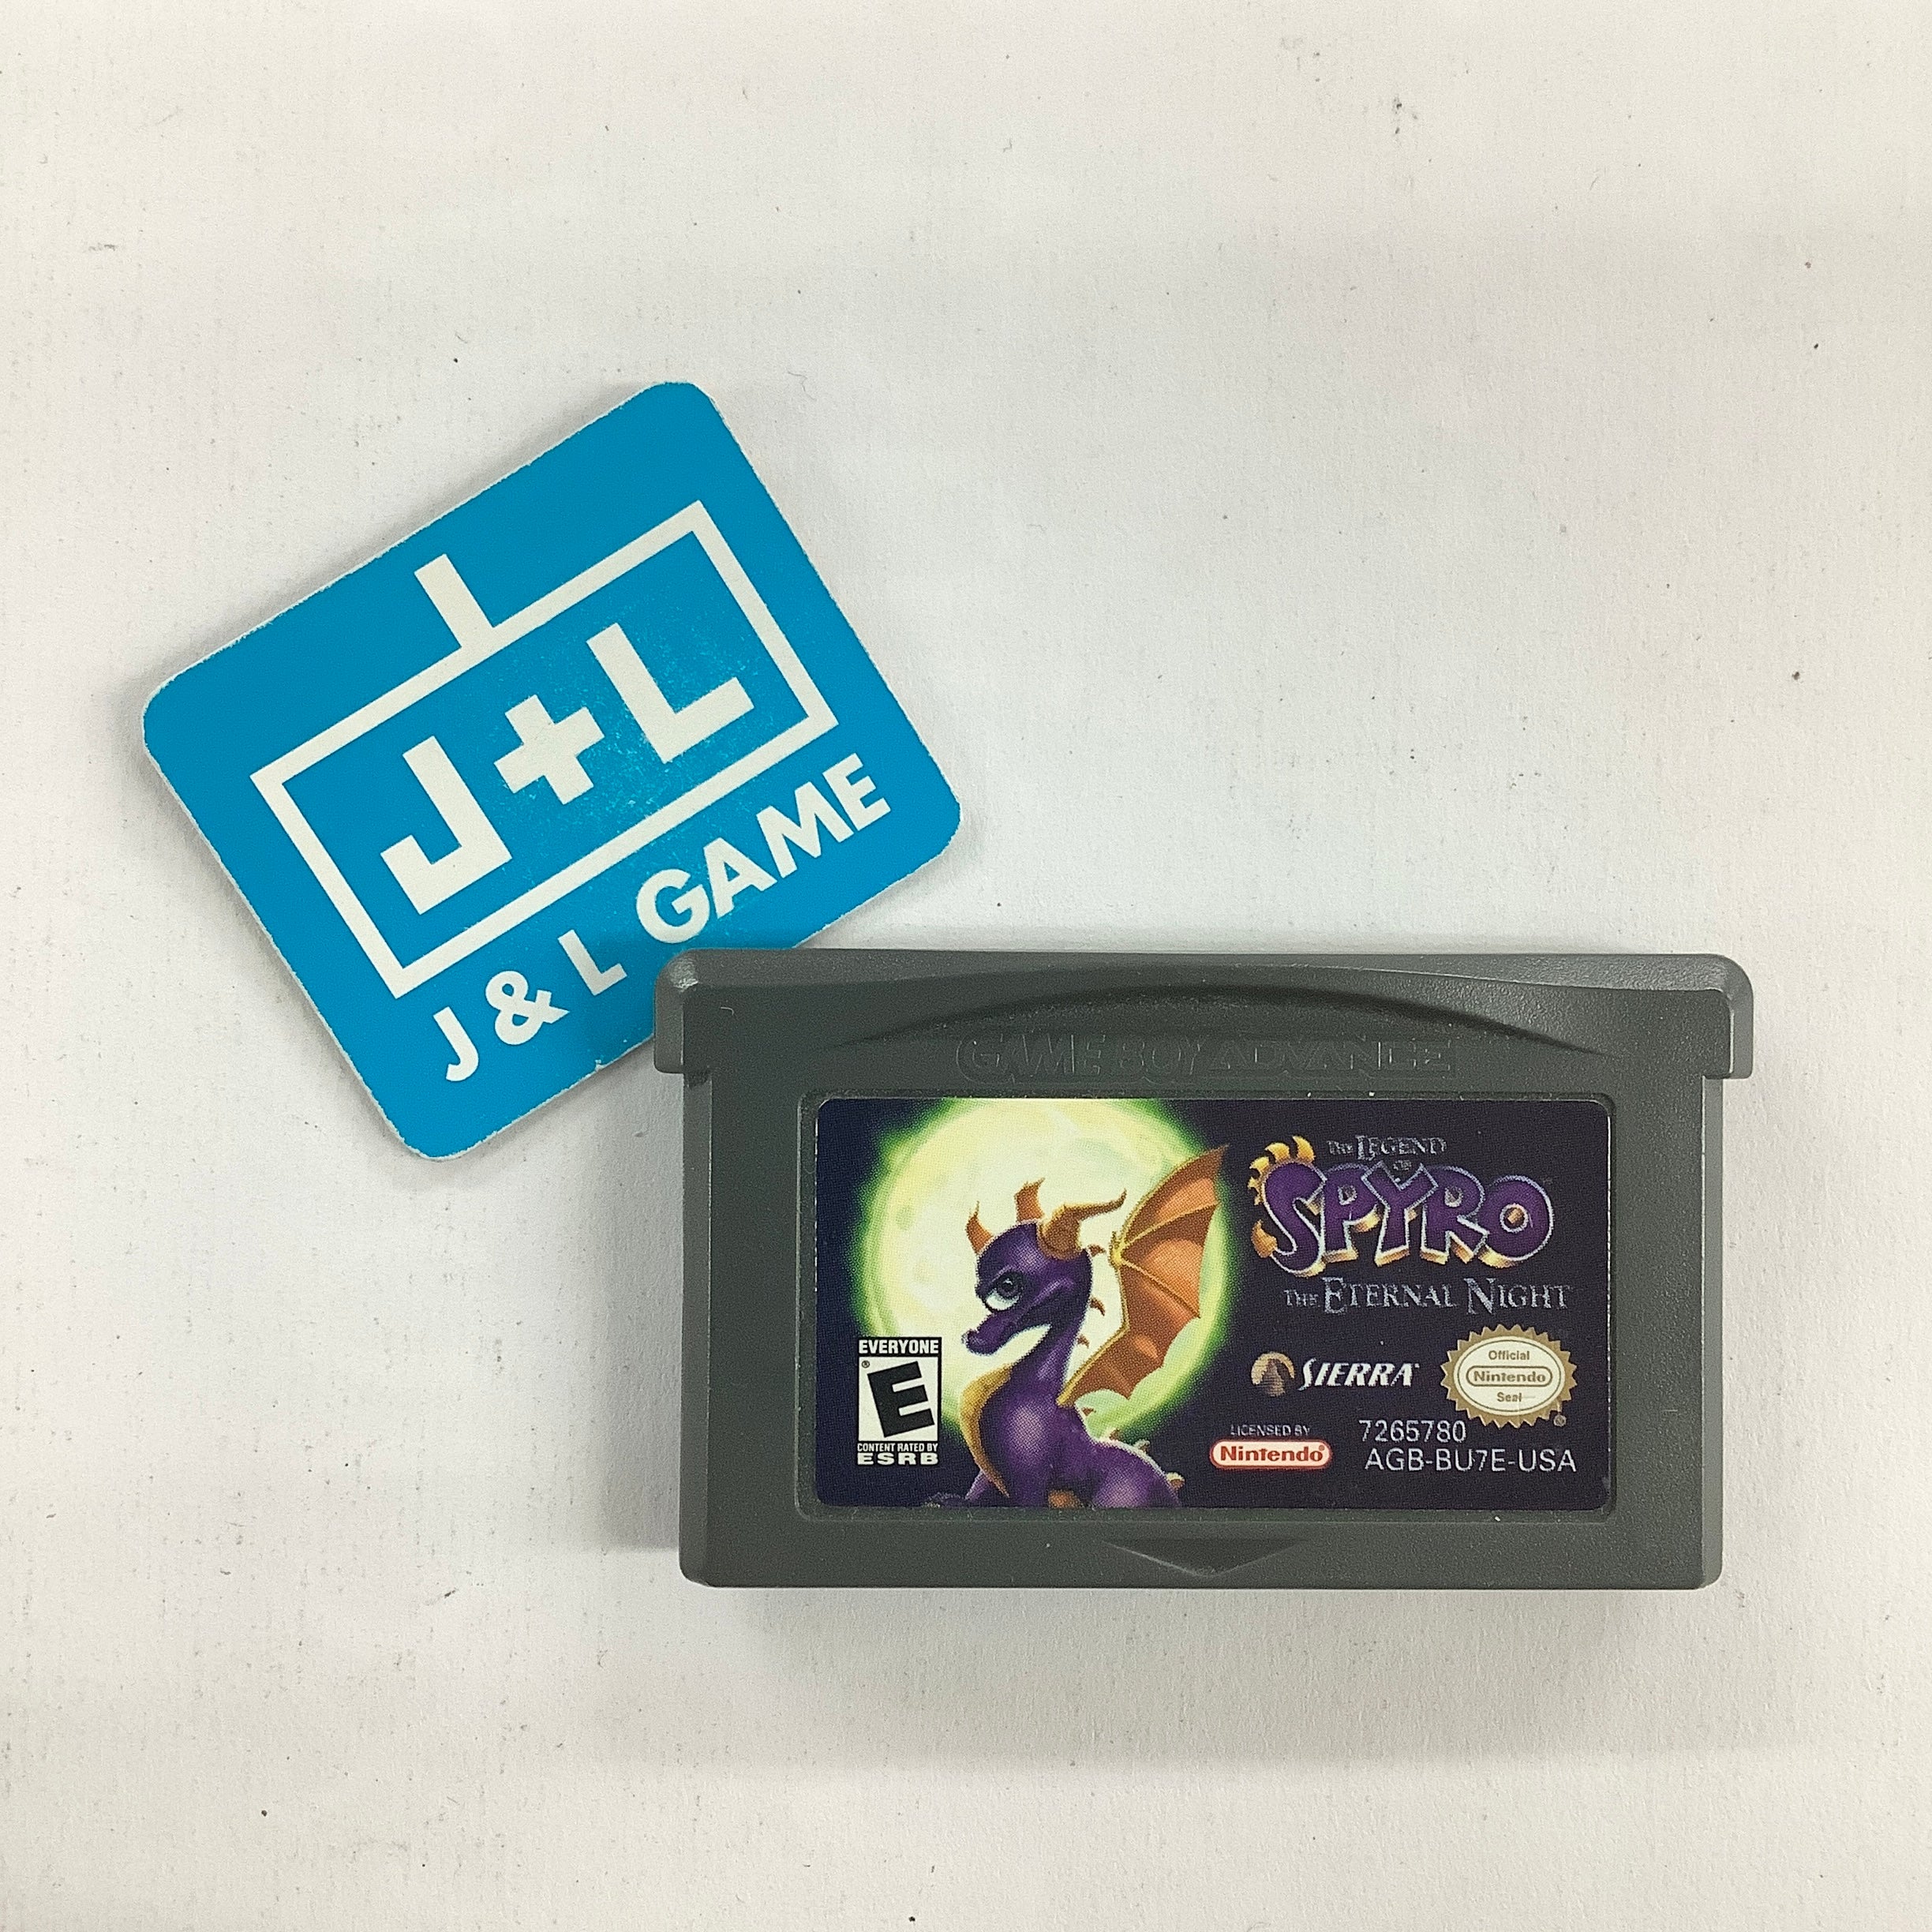 J+L
J & L GAME
GAME BOY ADVANCE
THE LEGEND
OF
SPYRO
THE ETERNAL NIGHT
EVERYONE
E
CONTENT RATED BY
ESRB
SIERRA
Official
Nintendo
Seal
LICENSED BY
Nintendo
7265780
AGB-BU7E-USA